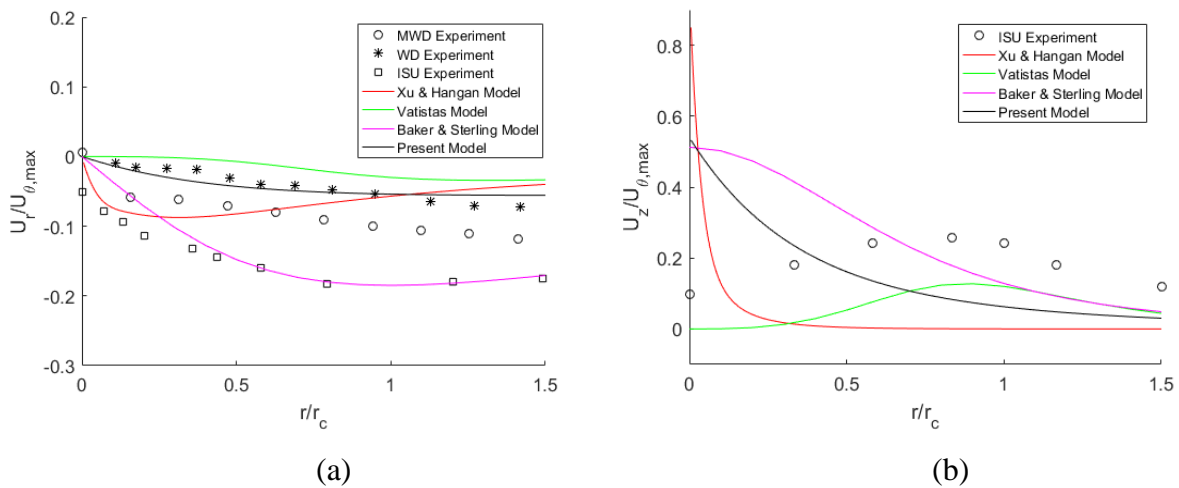 0.2
0.1
0
-0.1
-0.2
-0.3
U_r/U_θ,max
0
0.5
1
1.5
r/r_c
MWD Experiment
WD Experiment
ISU Experiment
Xu & Hangan Model
Vatistas Model
Baker & Sterling Model
Present Model
(a)
0.8
0.6
0.4
0.2
0
U_z/U_θ,max
0
0.5
1
1.5
r/r_c
ISU Experiment
Xu & Hangan Model
Vatistas Model
Baker & Sterling Model
Present Model
(b)